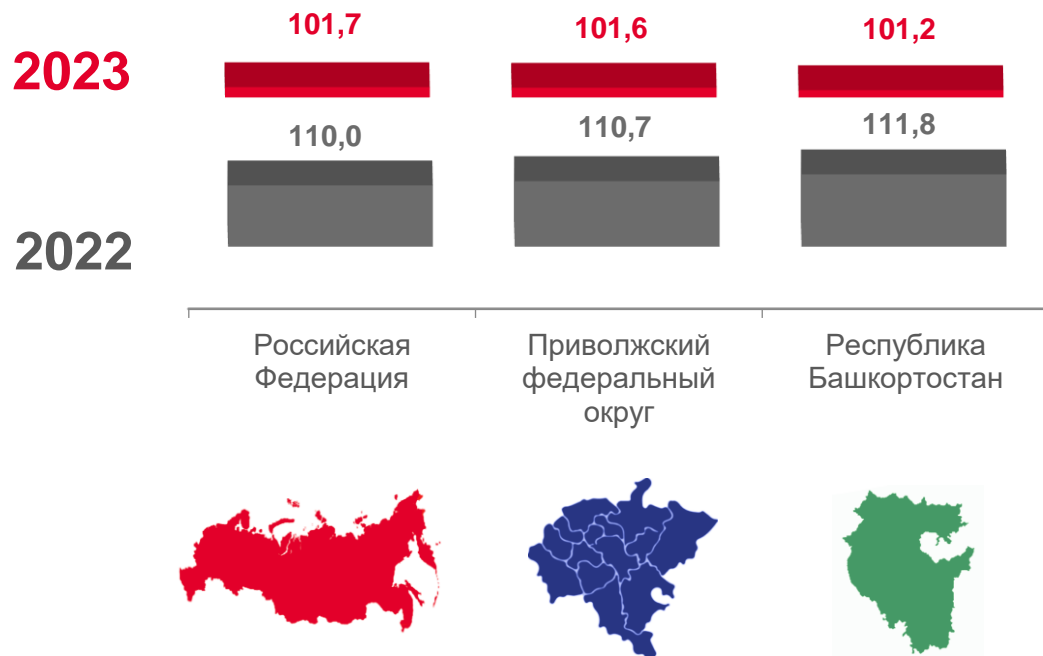 101,7
101,6
101,2
2023
110,0
110,7
111,8
2022
Российская
Федерация
Приволжский
федеральный
округ
Республика
Башкортостан